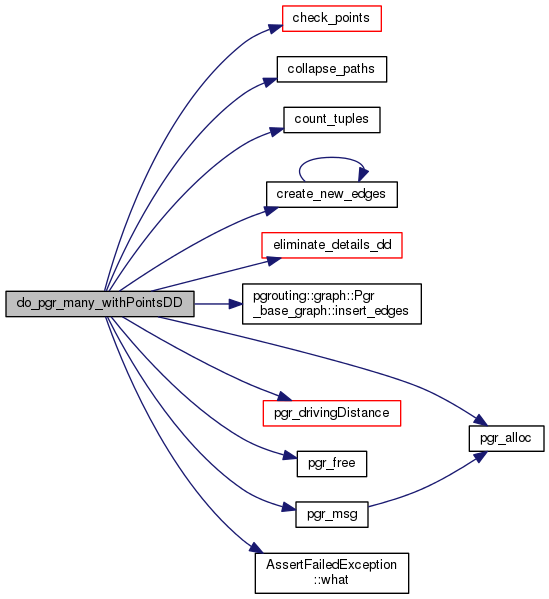 check_points
collapse_paths
count_tuples
create_new_edges
eliminate_details_dd
do_pgr_many_withPointsDD
pgrouting::graph::Pgr
_base_graph::insert_edges
pgr_drivingDistance
pgr_alloc
pgr_free
pgr_msg
AssertFailedException
::what